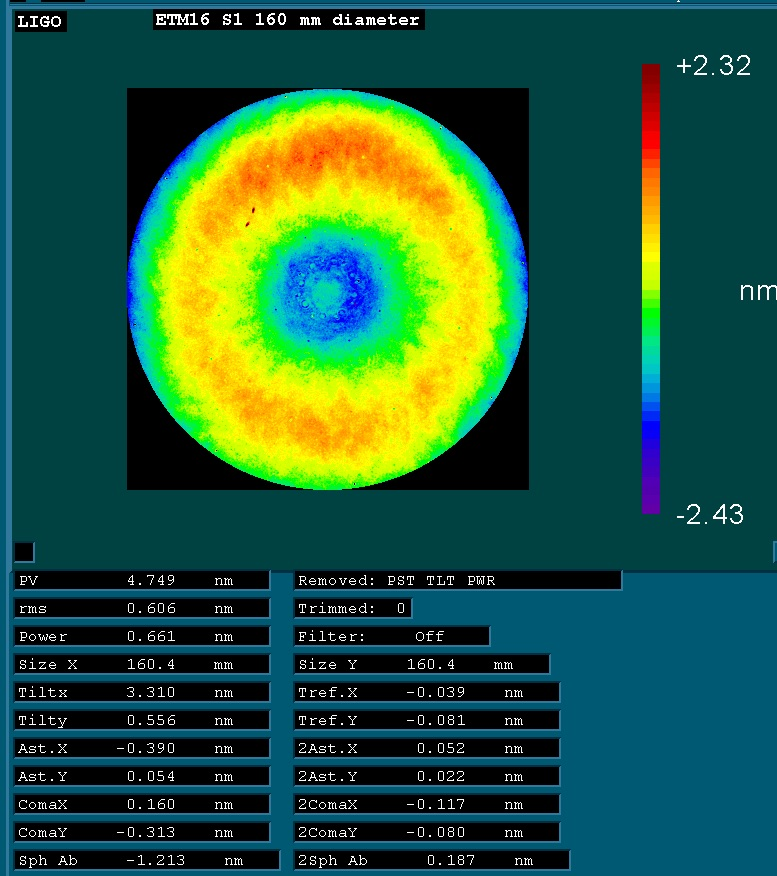 LIGO
ETM16 S1 160 mm diameter
+2.32
nm
-2.43
PV 4.749 nm Removed: PST TLT PWR
rms 0.606 nm Trimmed: 0
Power 0.661 nm Filter: Off
Size X 160.4 mm Size Y 160.4 mm
Tiltx 3.310 nm Tref.X -0.039 nm
Tilty 0.556 nm Tref.Y -0.081 nm
Ast.X -0.390 nm 2Ast.X 0.052 nm
Ast.Y 0.054 nm 2Ast.Y 0.022 nm
ComaX 0.160 nm 2ComaX -0.117 nm
ComaY -0.313 nm 2ComaY -0.080 nm
Sph Ab -1.213 nm 2Sph Ab 0.187 nm